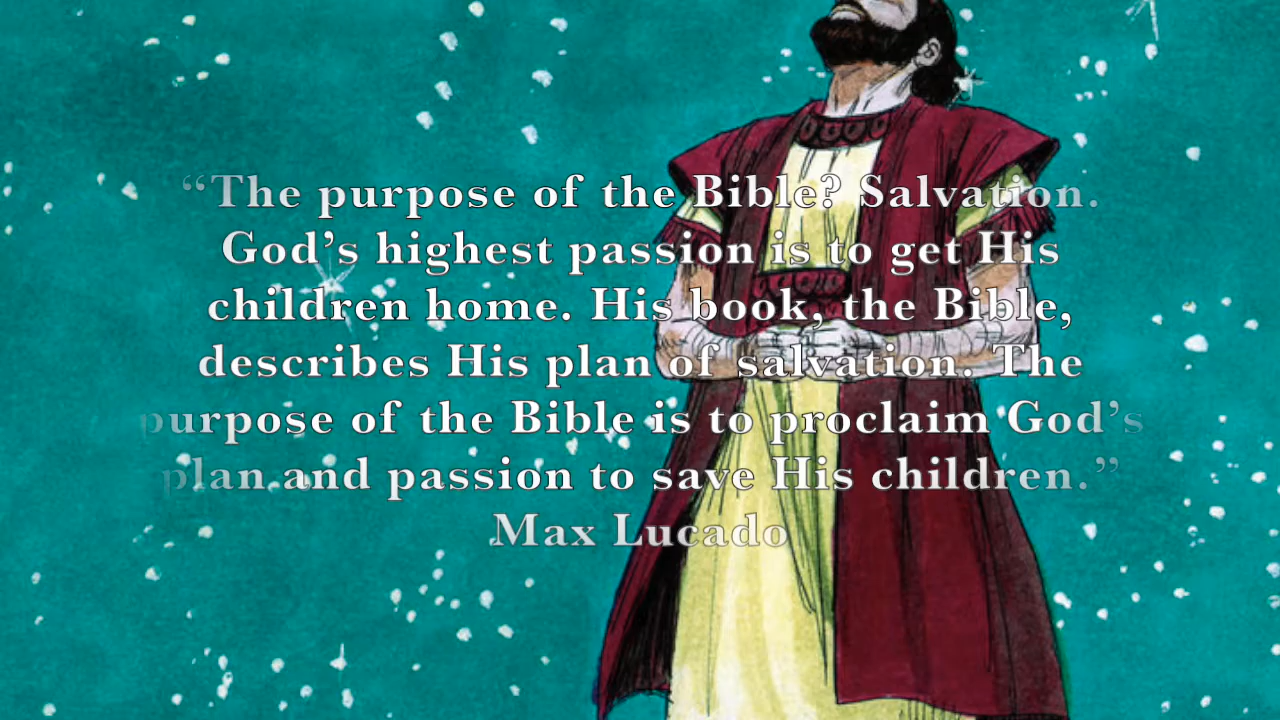 “The purpose of the Bible? Salvation.
God’s highest passion is to get His
children home. His book, the Bible,
describes His plan of salvation. The
purpose of the Bible is to proclaim God’s
plan and passion to save His children.”
Max Lucado